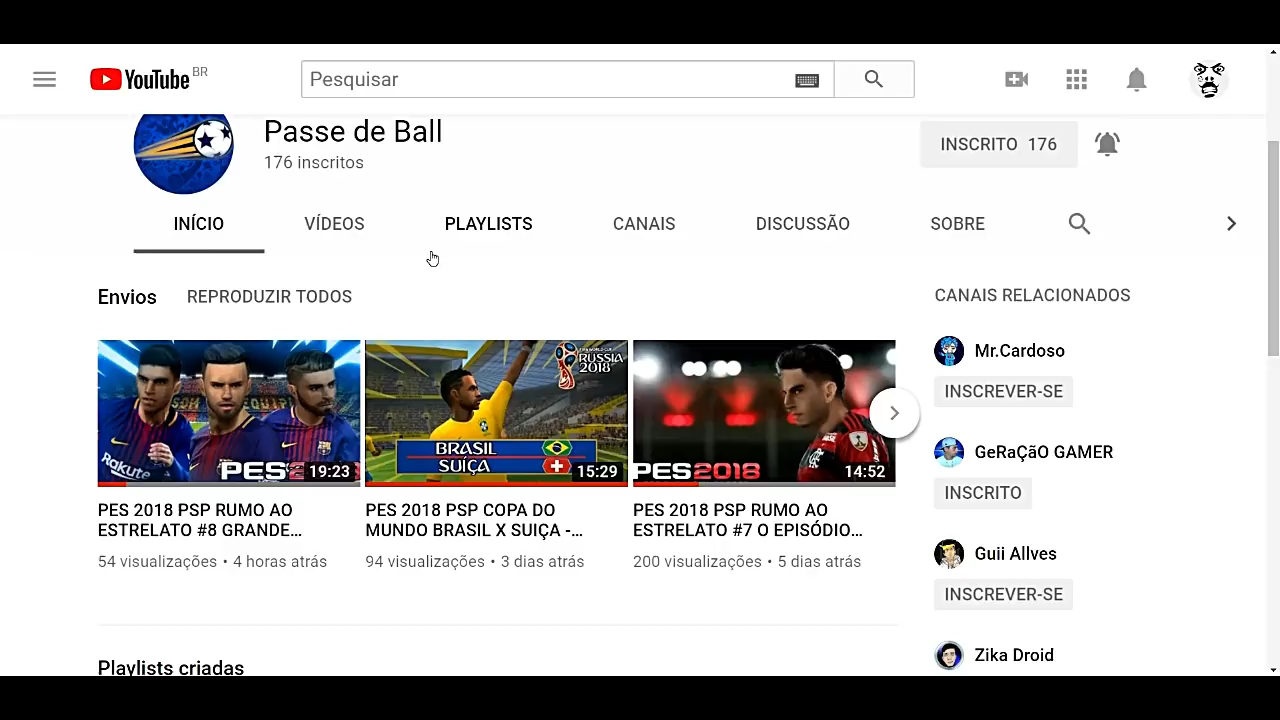 YouTube BR
Pesquisar
Passe de Ball
176 inscritos
INSCRITO 176
INÍCIO
VÍDEOS
PLAYLISTS
CANAIS
DISCUSSÃO
SOBRE
Envios
REPRODUZIR TODOS
Rakuten
PES 2
19:23
PES 2018 PSP RUMO AO
ESTRELATO #8 GRANDE...
54 visualizações • 4 horas atrás
RUSSIA
2018
BRASIL
SUÍÇA
15:29
PES 2018 PSP COPA DO
MUNDO BRASIL X SUIÇA -...
94 visualizações • 3 dias atrás
PES2018
14:52
PES 2018 PSP RUMO AO
ESTRELATO #7 O EPISÓDIO...
200 visualizações • 5 dias atrás
CANAIS RELACIONADOS
Mr.Cardoso
INSCREVER-SE
GeRaÇãO GAMER
INSCRITO
Guii Allves
INSCREVER-SE
Zika Droid
Playlists criadas